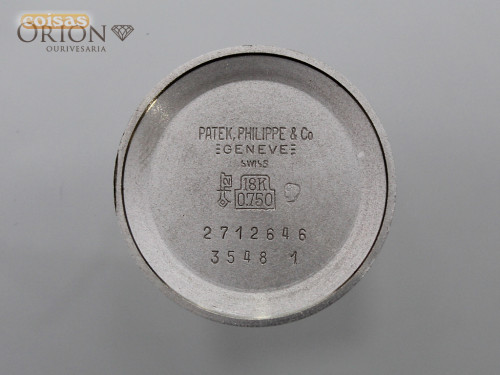 coisas
ORION
OURIVESARIA
PATEK, PHILIPPE & Co
GENEVE
SWISS
18K
0.750
2712646
3548 1